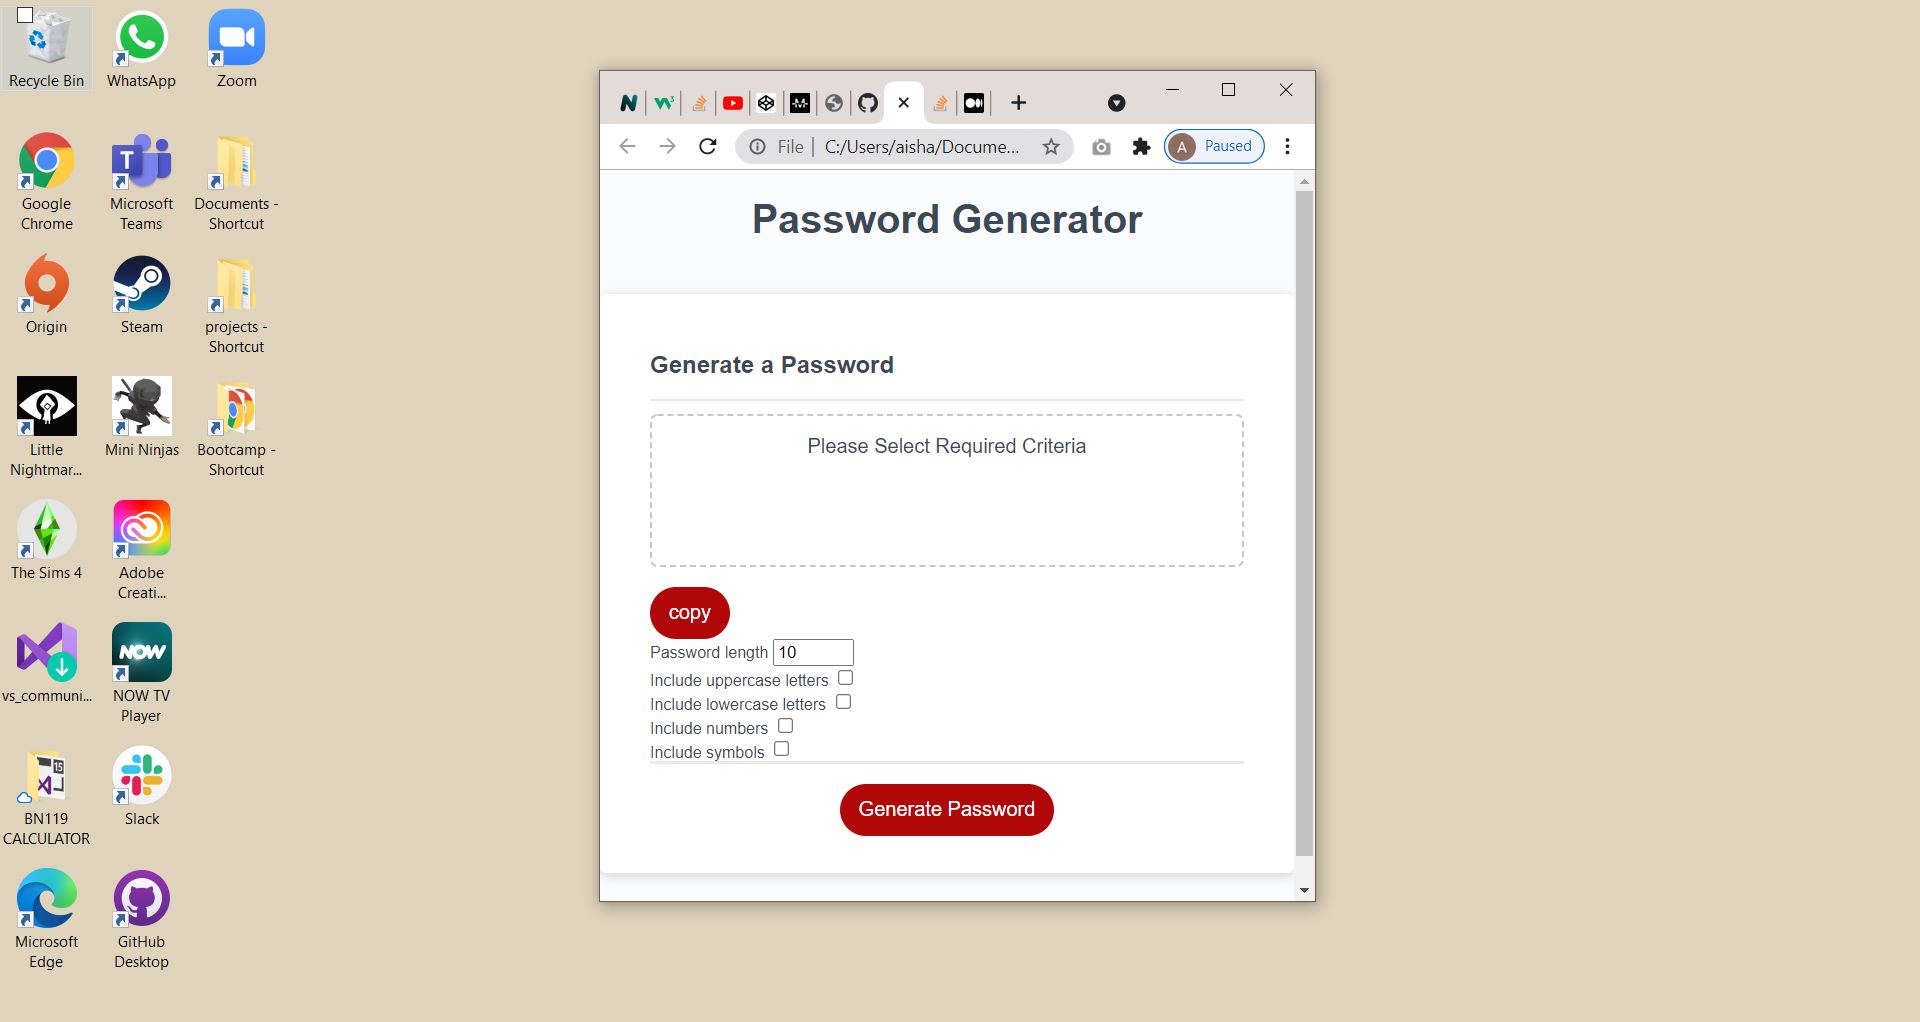 Recycle Bin
WhatsApp
Zoom
Google
Chrome
Microsoft
Teams
Documents -
Shortcut
Origin
Steam
projects -
Shortcut
Little
Nightmar...
Mini Ninjas
Bootcamp -
Shortcut
The Sims 4
Adobe
Creati...
vs_communi...
NOW
NOW TV
Player
15
BN119
CALCULATOR
Slack
Microsoft
Edge
GitHub
Desktop
File
C:/Users/aisha/Docume...
A
Paused
Password Generator
Generate a Password
Please Select Required Criteria
copy
Password length 10
Include uppercase letters
Include lowercase letters
Include numbers
Include symbols
Generate Password